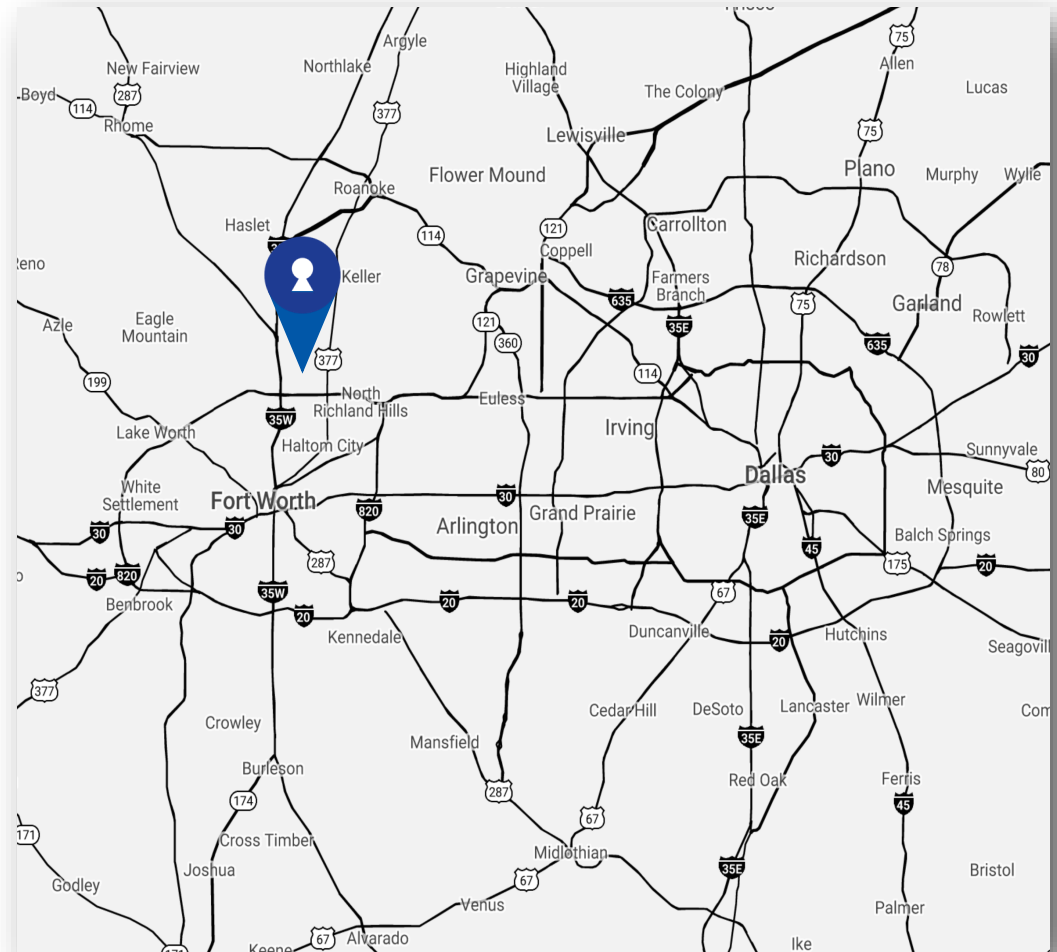 Argyle
75
New Fairview
Northlake
Allen
Highland
Village
The Colony
Lucas
Boyd
114
287
377
Rhome
Lewisville
75
Plano
Flower Mound
Murphy
Wylie
Roanoke
Haslet
121
Carrollton
114
Coppell
Richardson
78
Keller
Grapevine
Farmers
Branch
635
75
Garland
Rowlett
Azle
Eagle
Mountain
121
35E
360
635
30
377
199
114
North
Richland Hills
Euless
35W
Lake Worth
Haltom City
Irving
30
Sunnyvale
80
Dallas
White
Settlement
Fort Worth
30
Mesquite
820
Grand Prairie
35E
30
30
Arlington
Balch Springs
45
287
175
20
820
20
35W
67
Benbrook
20
20
20
Kennedale
Duncanville
20
Hutchins
Seagovill
377
Cedar Hill
DeSoto
Lancaster
Wilmer
Com
Crowley
Mansfield
35E
Burleson
Red Oak
Ferris
287
174
45
67
171
Cross Timber
Midlothian
35E
Joshua
Bristol
Godley
67
Venus
Palmer
67
Alvarado
Keene
Ike
171